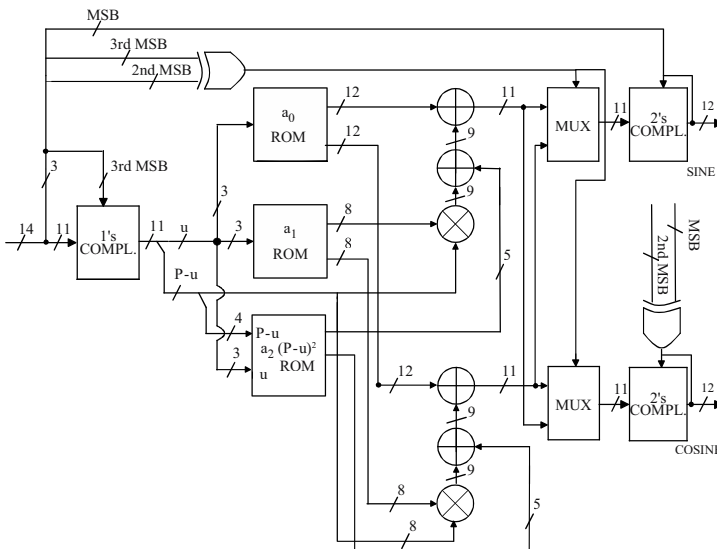 MSB
3rd MSB
2nd MSB
12
11
11
12
a0
ROM
12
MUX
2's
COMPL.
9
SINE
3
3rd MSB
9
3
14
11
1's
COMPL.
11
u
3
a1
ROM
8
8
5
MSB
2nd MSB
P-u
4
P-u
a2 (P-u)²
ROM
u
3
12
11
11
12
MUX
2's
COMPL.
9
COSINE
9
8
5
8